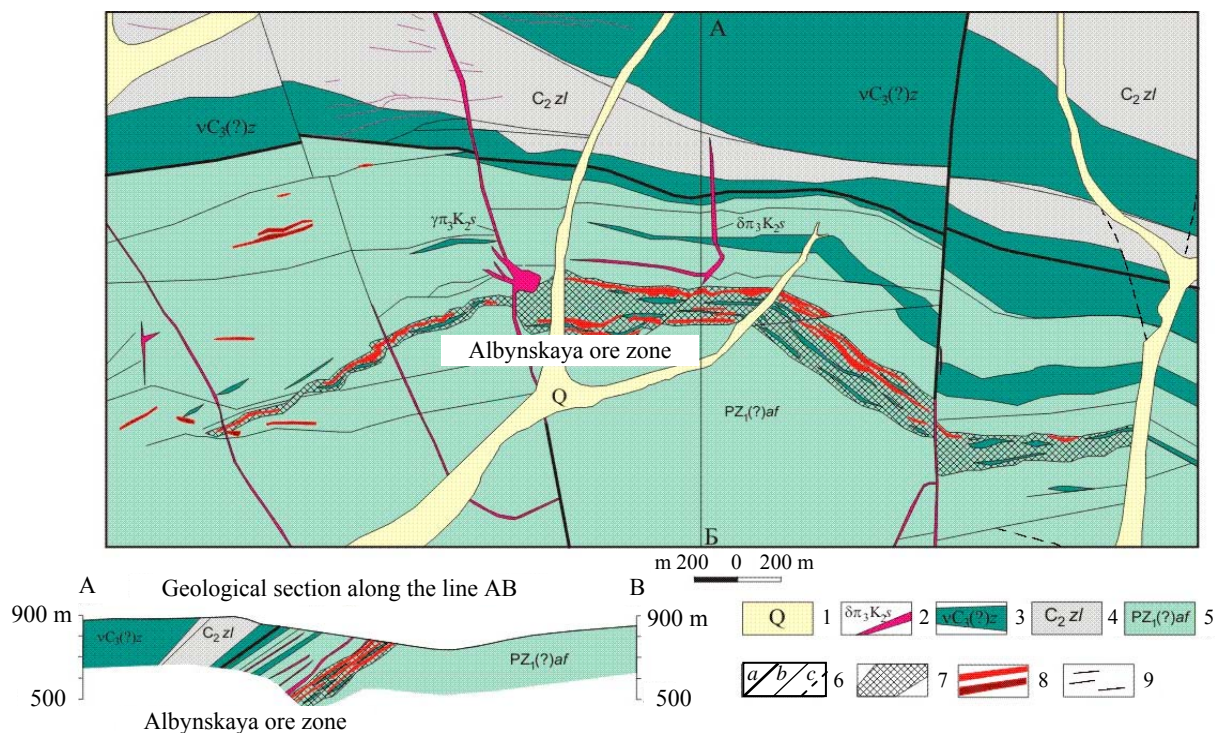 А
C₂ zl
νC₃(?)z
C₂ zl
νC₃(?)z
γπ₃K₂s
δπ₃K₂s
Albynskaya ore zone
Q
PZ₁(?)af
Б
m 200 0 200 m
A Geological section along the line AB B
900 m 900 m
νC₃(?)z C₂ zl
PZ₁(?)af
500 500
Albynskaya ore zone
Q 1 δπ₃K₂s 2 νC₃(?)z 3 C₂ zl 4 PZ₁(?)af 5
a b c 6 7 8 9